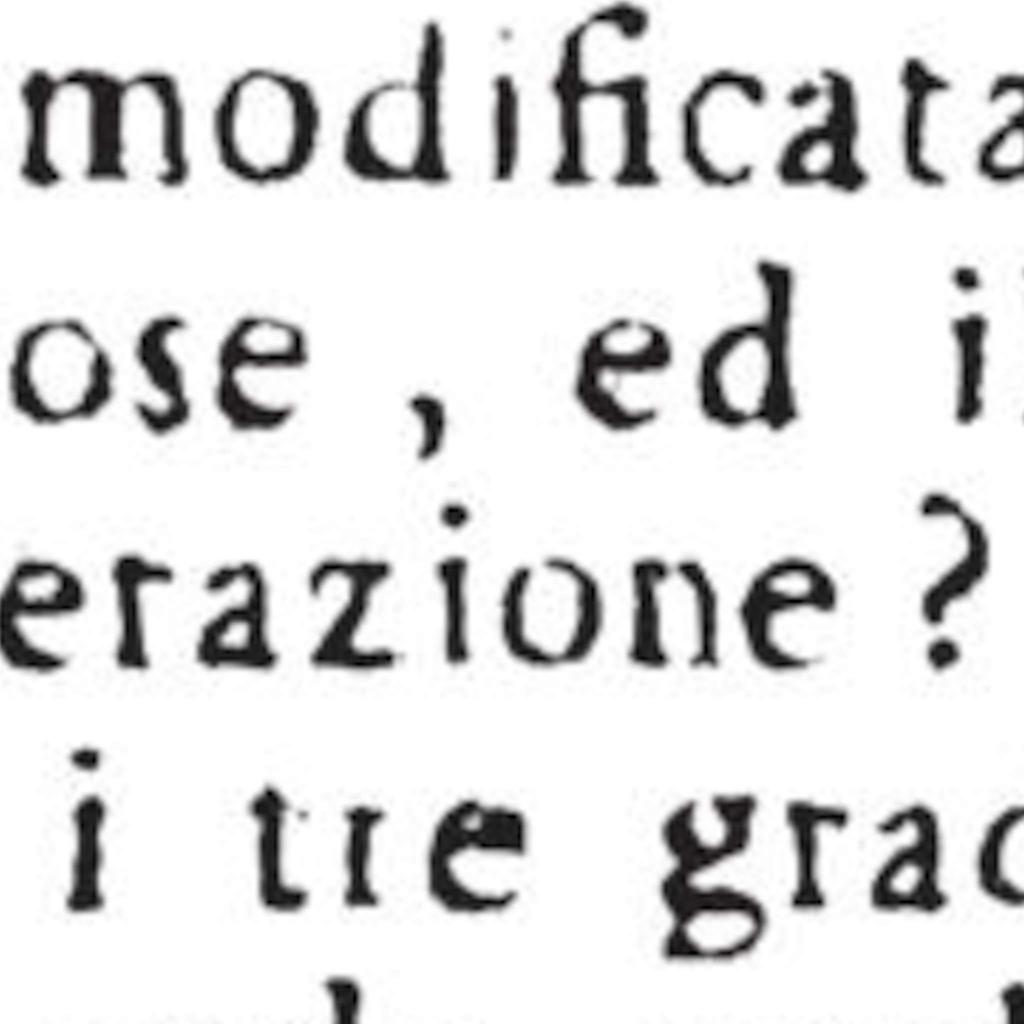 modificata
ose , ed i
erazione ?
i tre grad